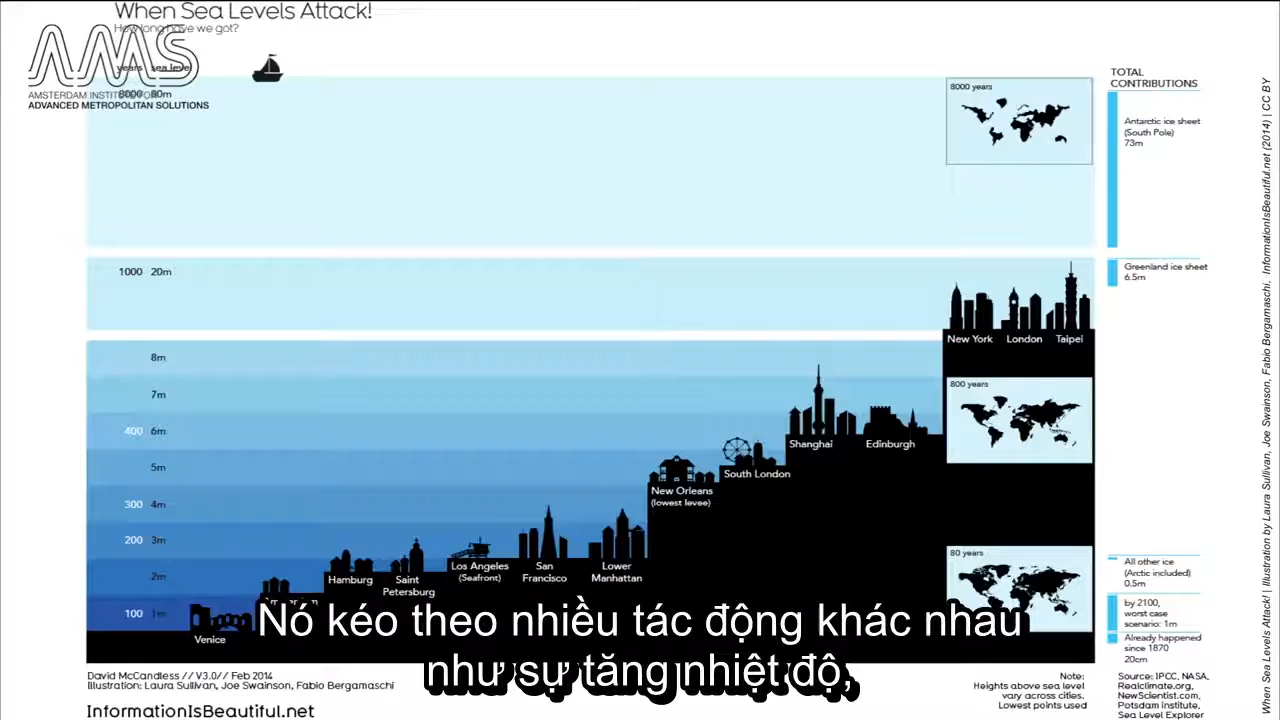 When Sea Levels Attack!
How long have we got?
AMS
AMSTERDAM INSTITUTE FOR
ADVANCED METROPOLITAN SOLUTIONS
years sea level
8000 80m
1000 20m
8m
7m
400 6m
5m
300 4m
200 3m
2m
100 1m
Venice
Hamburg
Saint
Petersburg
Los Angeles
(Seafront)
San
Francisco
Lower
Manhattan
New Orleans
(lowest levee)
South London
Shanghai
Edinburgh
New York
London
Taipei
8000 years
800 years
80 years
TOTAL
CONTRIBUTIONS
Antarctic ice sheet
(South Pole)
73m
Greenland ice sheet
6.5m
All other ice
(Arctic included)
0.5m
by 2100,
worst case
scenario: 1m
Already happened
since 1870
20cm
Nó kéo theo nhiều tác động khác nhau
như sự tăng nhiệt độ,
David McCandless // V3.0// Feb 2014
Illustration: Laura Sullivan, Joe Swainson, Fabio Bergamaschi
InformationIsBeautiful.net
Note:
Heights above sea level
vary across cities.
Lowest points used
Source: IPCC, NASA,
Realclimate.org,
NewScientist.com,
Potsdam institute,
Sea Level Explorer
When Sea Levels Attack! | Illustration by Laura Sullivan, Joe Swainson, Fabio Bergamaschi. InformationIsBeautiful.net (2014) | CC BY